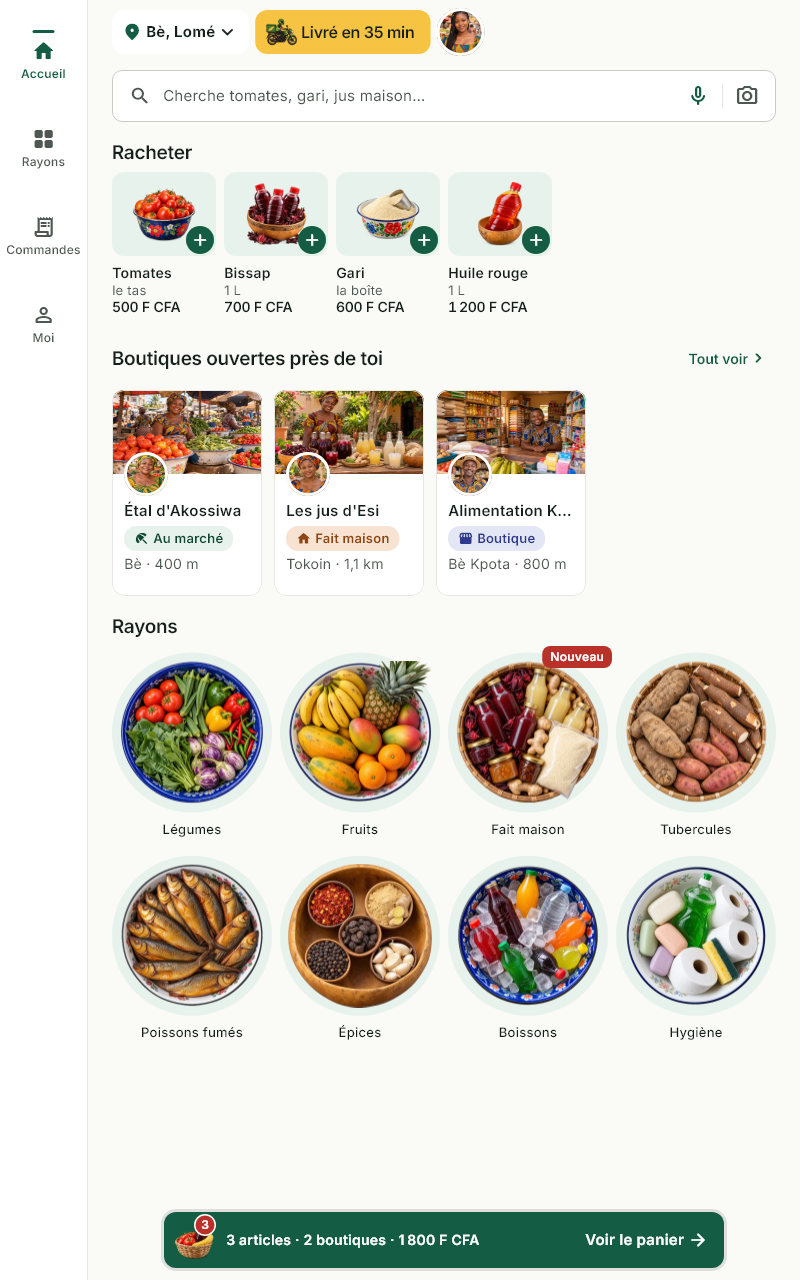 Bè, Lomé
Livré en 35 min
Accueil
Rayons
Commandes
Moi
Cherche tomates, gari, jus maison...
Racheter
Tomates
le tas
500 F CFA
Bissap
1 L
700 F CFA
Gari
la boîte
600 F CFA
Huile rouge
1 L
1 200 F CFA
Boutiques ouvertes près de toi
Tout voir
Étal d'Akossiwa
Au marché
Bè · 400 m
Les jus d'Esi
Fait maison
Tokoin · 1,1 km
Alimentation K...
Boutique
Bè Kpota · 800 m
Rayons
Nouveau
Légumes
Fruits
Fait maison
Tubercules
Poissons fumés
Épices
Boissons
Hygiène
3
3 articles · 2 boutiques · 1 800 F CFA
Voir le panier